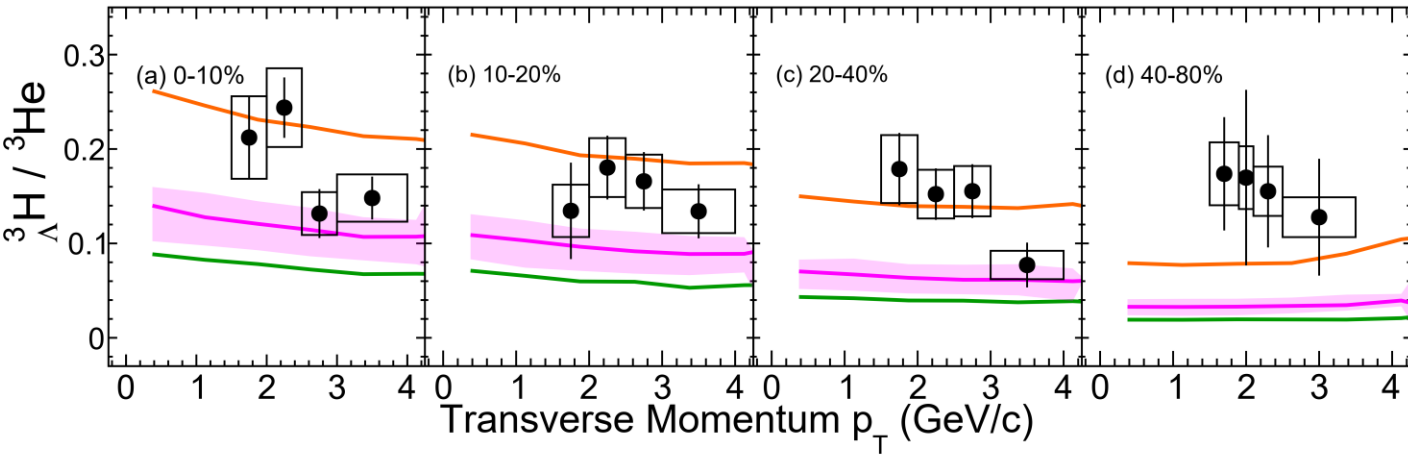 ³ΛH / ³He
0.3
0.2
0.1
0
(a) 0-10%
(b) 10-20%
(c) 20-40%
(d) 40-80%
0 1 2 3 4 0 1 2 3 4 0 1 2 3 4 0 1 2 3 4
Transverse Momentum pT (GeV/c)